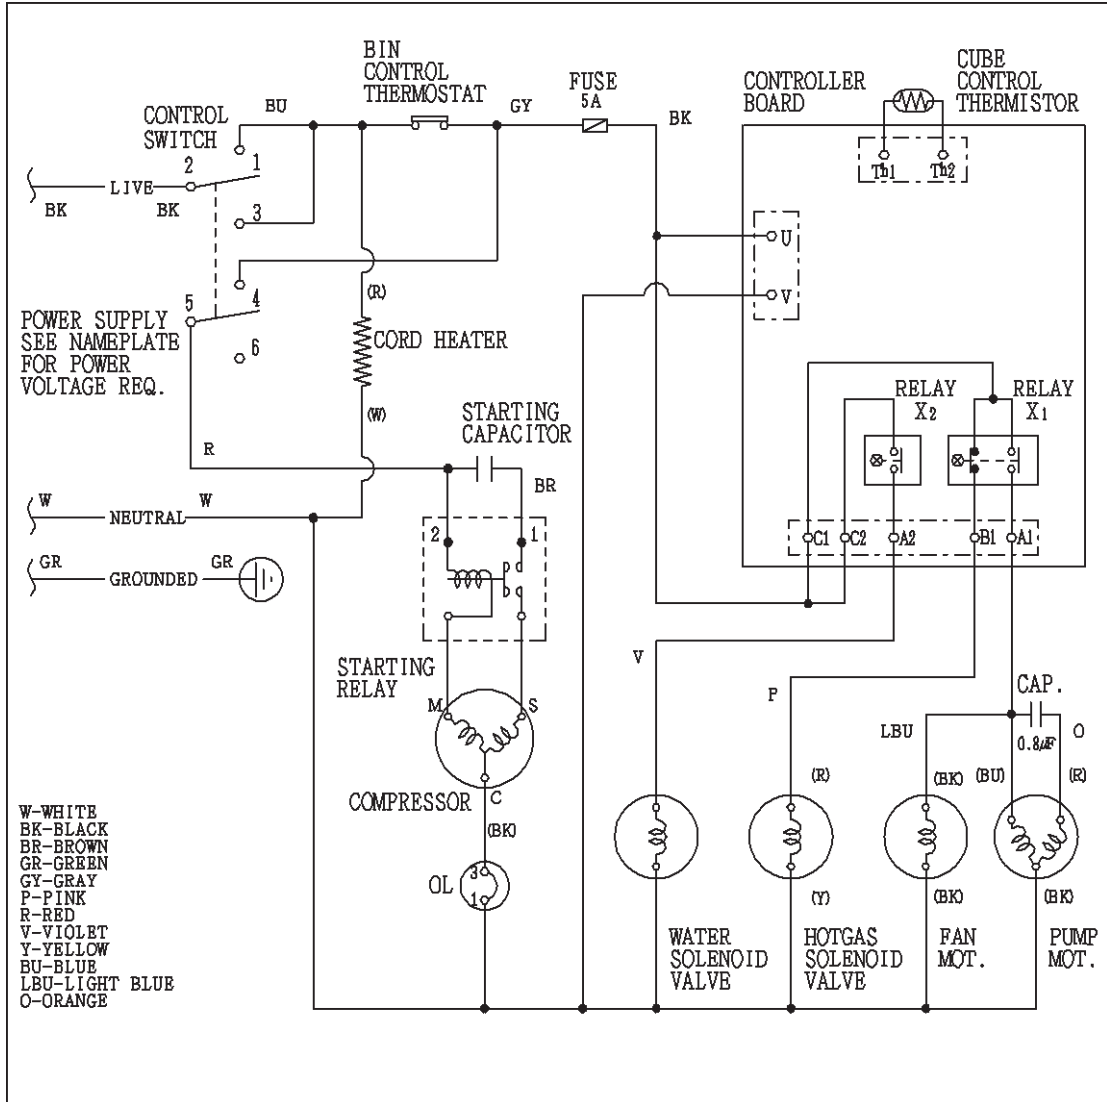 BIN
CONTROL
THERMOSTAT
FUSE
5A
CONTROLLER
BOARD
CUBE
CONTROL
THERMISTOR
CONTROL
SWITCH
BU
GY
BK
2
1
LIVE
BK
BK
3
Th1
Th2
U
V
4
5
6
(R)
POWER SUPPLY
SEE NAMEPLATE
FOR POWER
VOLTAGE REQ.
CORD HEATER
(W)
RELAY
X2
RELAY
X1
STARTING
CAPACITOR
R
BR
W
NEUTRAL
W
2
1
C1
C2
A2
B1
A1
GR
GROUNDED
GR
STARTING
RELAY
M
S
C
COMPRESSOR
(BK)
OL
3
1
V
P
LBU
CAP.
0.8μF
O
(R)
(BK)
(BU)
(R)
(Y)
(BK)
(BK)
WATER
SOLENOID
VALVE
HOTGAS
SOLENOID
VALVE
FAN
MOT.
PUMP
MOT.
W-WHITE
BK-BLACK
BR-BROWN
GR-GREEN
GY-GRAY
P-PINK
R-RED
V-VIOLET
Y-YELLOW
BU-BLUE
LBU-LIGHT BLUE
O-ORANGE